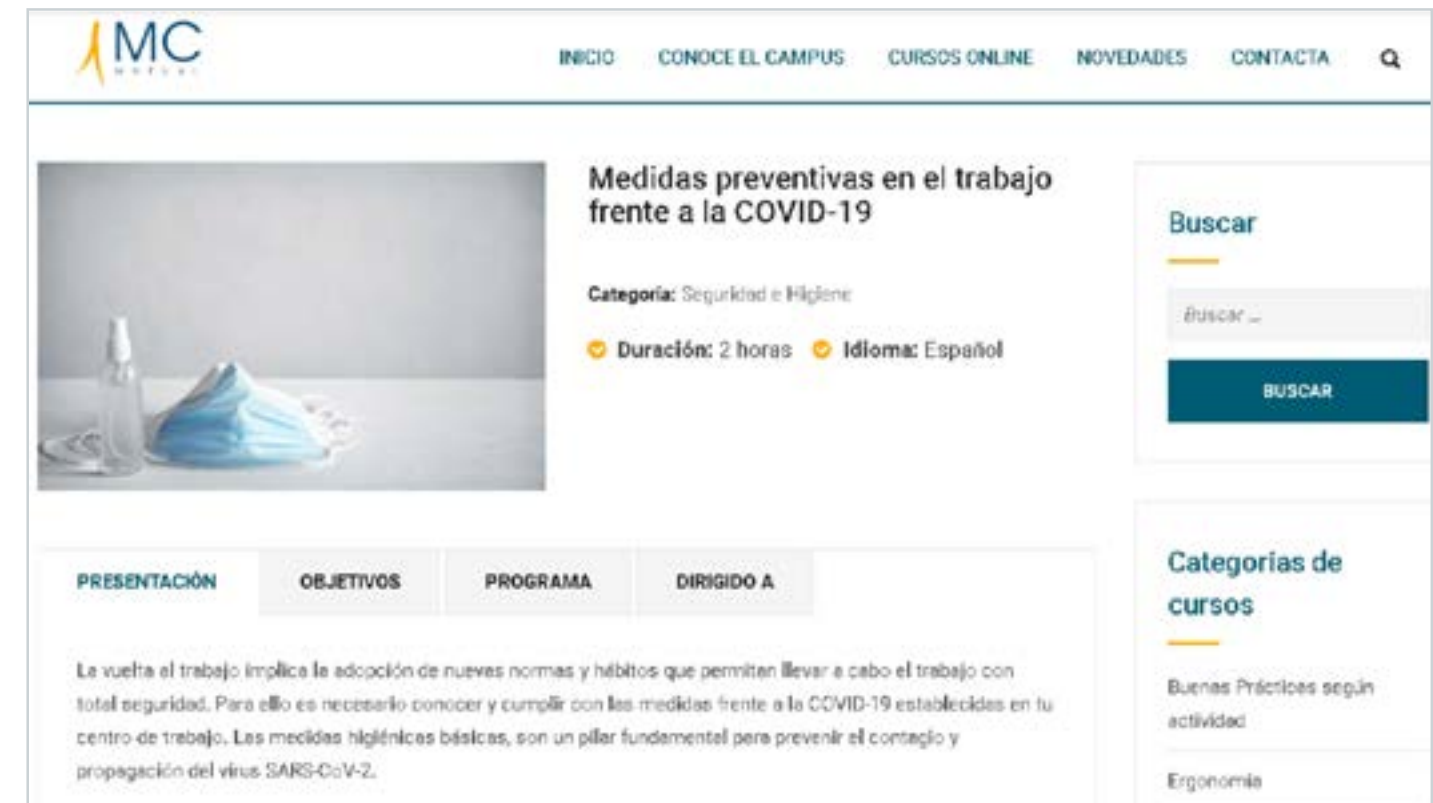 MC
MUTUAL
INICIO CONOCE EL CAMPUS CURSOS ONLINE NOVEDADES CONTACTA
Medidas preventivas en el trabajo
frente a la COVID-19
Categoría: Seguridad e Higiene
Duración: 2 horas Idioma: Español
Buscar
Buscar ...
BUSCAR
PRESENTACIÓN OBJETIVOS PROGRAMA DIRIGIDO A
La vuelta al trabajo implica la adopción de nuevas normas y hábitos que permitan llevar a cabo el trabajo con
total seguridad. Para ello es necesario conocer y cumplir con las medidas frente a la COVID-19 establecidas en tu
centro de trabajo. Las medidas higiénicas básicas, son un pilar fundamental para prevenir el contagio y
propagación del virus SARS-CoV-2.
Categorías de
cursos
Buenas Prácticas según
actividad
Ergonomía